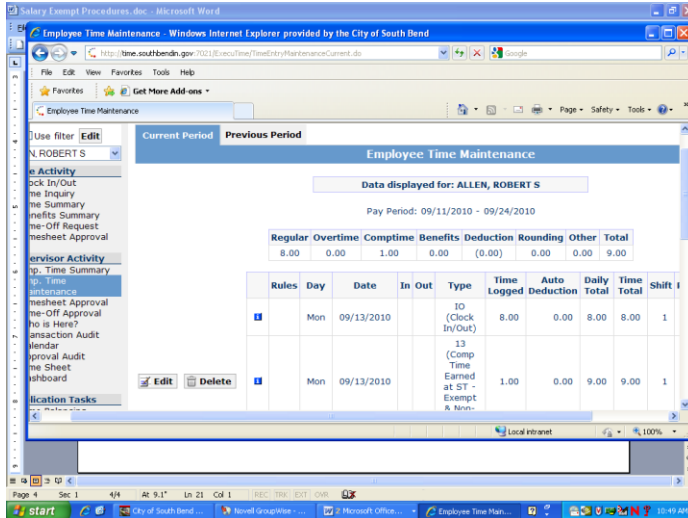 Salary Exempt Procedures.doc - Microsoft Word
Employee Time Maintenance - Windows Internet Explorer provided by the City of South Bend
http://time.southbendin.gov:7021/ExecuTime/TimeEntryMaintenanceCurrent.do
Google
File Edit View Favorites Tools Help
Favorites Get More Add-ons
Employee Time Maintenance
Page Safety Tools
Use filter Edit
N, ROBERT S
e Activity
ock In/Out
me Inquiry
me Summary
nefits Summary
me-Off Request
mesheet Approval
ervisor Activity
mp. Time Summary
mp. Time
aintenance
mesheet Approval
me-Off Approval
ho is Here?
ransaction Audit
lendar
pproval Audit
me Sheet
ashboard
lication Tasks
Current Period Previous Period
Employee Time Maintenance
Data displayed for: ALLEN, ROBERT S
Pay Period: 09/11/2010 - 09/24/2010
Regular Overtime Comptime Benefits Deduction Rounding Other Total
8.00 0.00 1.00 0.00 (0.00) 0.00 0.00 9.00
Rules Day Date In Out Type Time Logged Auto Deduction Daily Total Time Total Shift
Mon 09/13/2010 IO (Clock In/Out) 8.00 0.00 8.00 8.00 1
Edit Delete Mon 09/13/2010 13 (Comp Time Earned at ST - Exempt & Non- 1.00 0.00 9.00 9.00 1
Local intranet 100%
Page 4 Sec 1 4/4 At 9.1" Ln 21 Col 1 REC TRK EXT OVR
start City of South Bend ... Novell GroupWise - ... 2 Microsoft Office... Employee Time Main... 10:49 AM